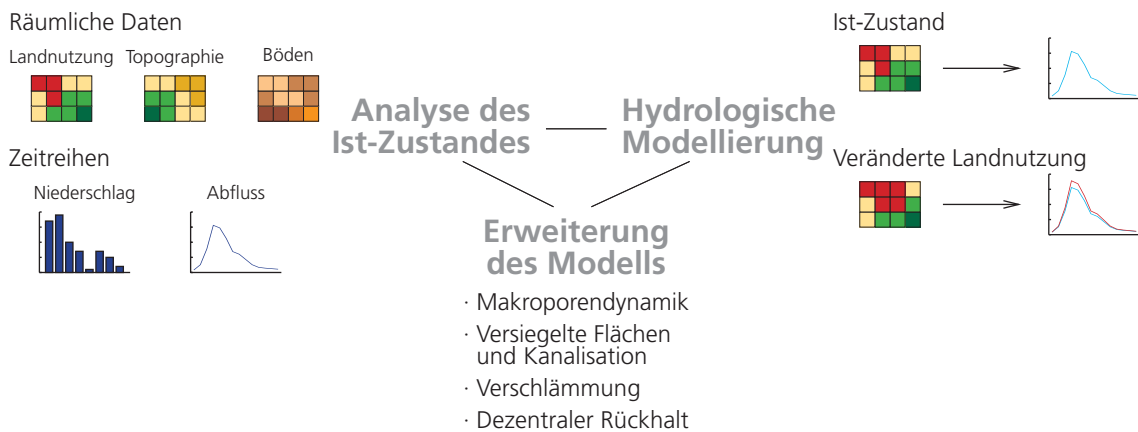 Räumliche Daten
Landnutzung
Topographie
Böden
Zeitreihen
Niederschlag
Abfluss
Analyse des
Ist-Zustandes
Hydrologische
Modellierung
Erweiterung
des Modells
· Makroporendynamik
· Versiegelte Flächen
und Kanalisation
· Verschlämmung
· Dezentraler Rückhalt
Ist-Zustand
Veränderte Landnutzung